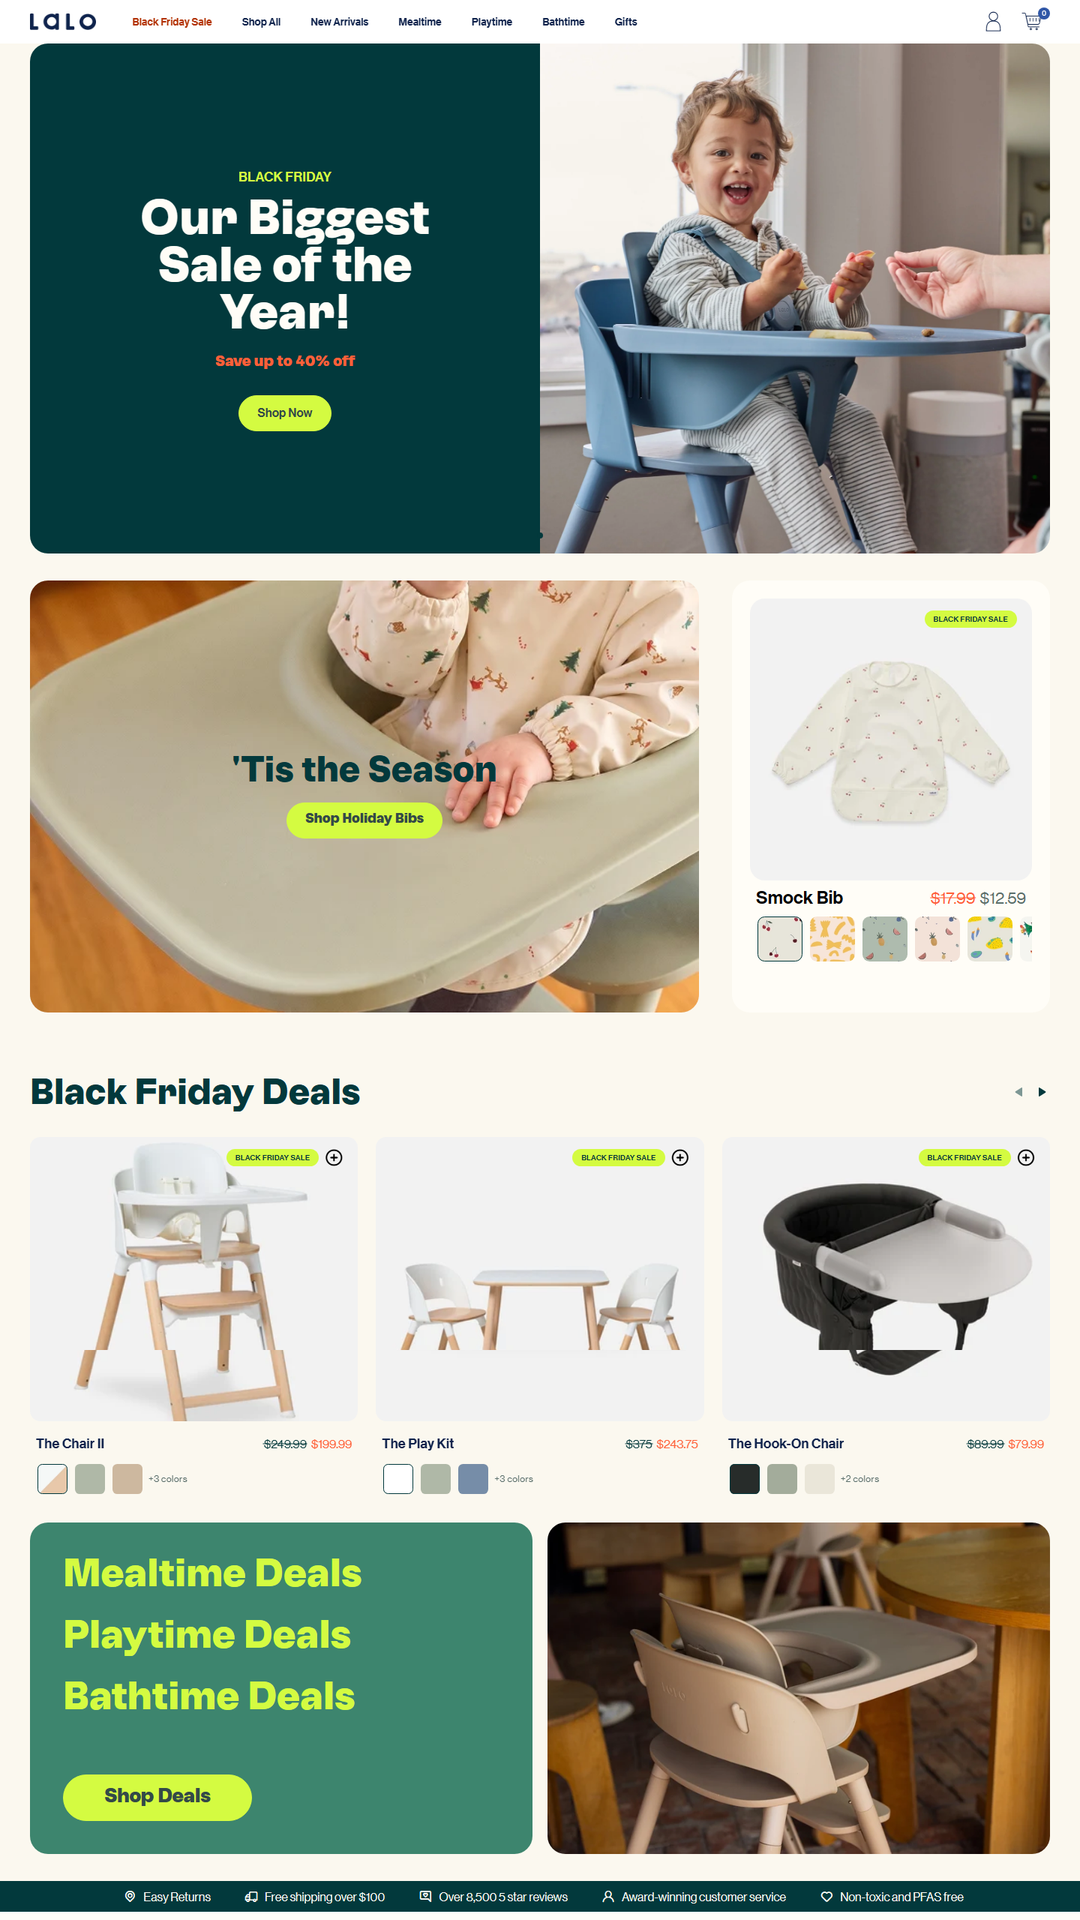 Lalo
Black Friday Sale
Shop All
New Arrivals
Mealtime
Playtime
Bathtime
Gifts
0
BLACK FRIDAY
Our Biggest
Sale of the
Year!
Save up to 40% off
Shop Now
'Tis the Season
Shop Holiday Bibs
BLACK FRIDAY SALE
Smock Bib
$17.99 $12.59
Black Friday Deals
BLACK FRIDAY SALE
BLACK FRIDAY SALE
BLACK FRIDAY SALE
The Chair II
$249.99 $199.99
+3 colors
The Play Kit
$375 $243.75
+3 colors
The Hook-On Chair
$89.99 $79.99
+2 colors
Mealtime Deals
Playtime Deals
Bathtime Deals
Shop Deals
lalo
Easy Returns
Free shipping over $100
Over 8,500 5 star reviews
Award-winning customer service
Non-toxic and PFAS free